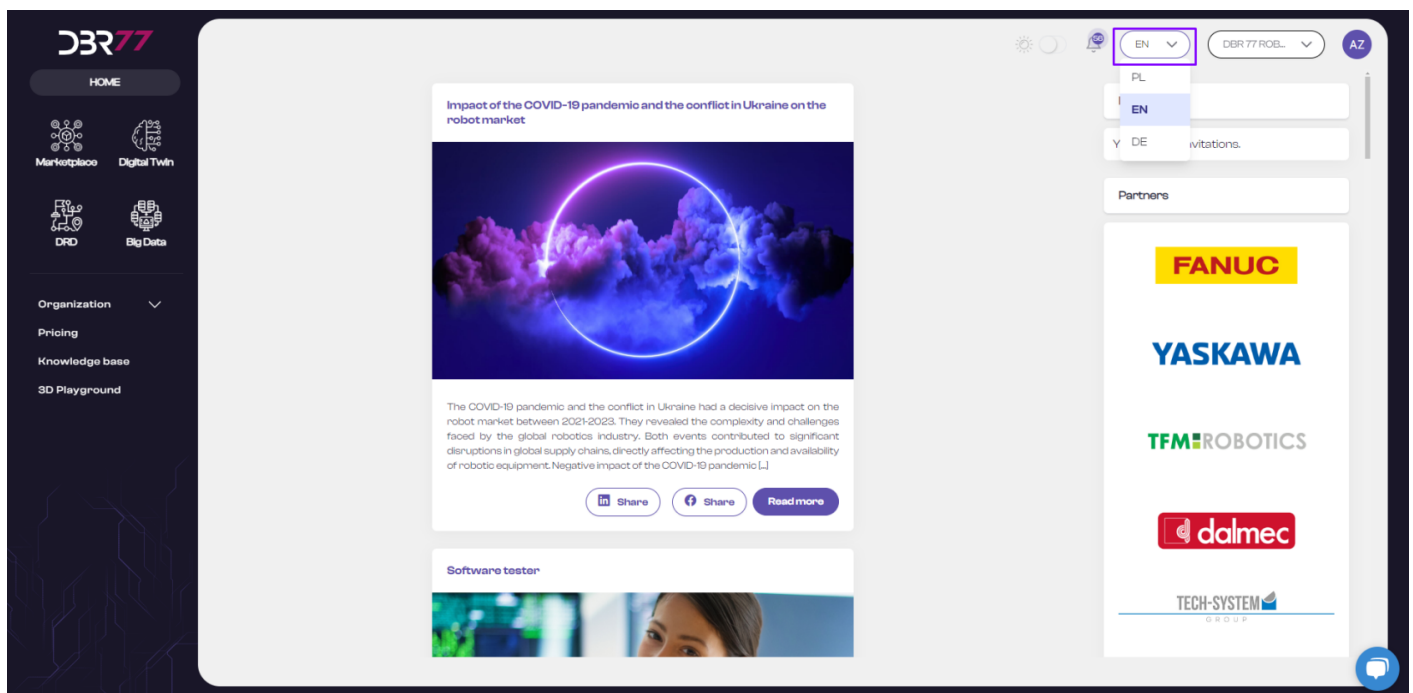 DBR77
HOME
Marketplace
Digital Twin
DRD
Big Data
Organization
Pricing
Knowledge base
3D Playground
EN
DBR 77 ROB...
AZ
PL
EN
DE
Impact of the COVID-19 pandemic and the conflict in Ukraine on the
robot market
The COVID-19 pandemic and the conflict in Ukraine had a decisive impact on the
robot market between 2021-2023. They revealed the complexity and challenges
faced by the global robotics industry. Both events contributed to significant
disruptions in global supply chains, directly affecting the production and availability
of robotic equipment. Negative impact of the COVID-19 pandemic [...]
Share
Share
Read more
Software tester
Partners
FANUC
YASKAWA
TFM ROBOTICS
dalmec
TECH-SYSTEM
GROUP